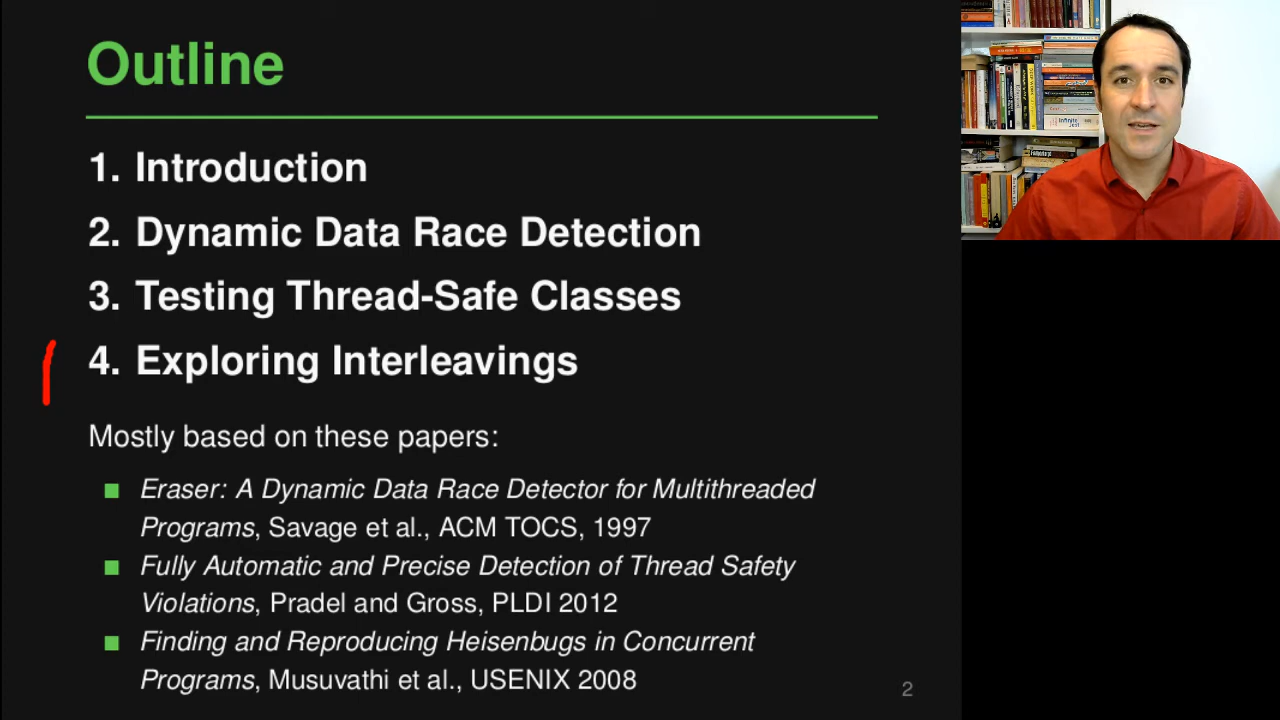 Outline
1. Introduction
2. Dynamic Data Race Detection
3. Testing Thread-Safe Classes
4. Exploring Interleavings
Mostly based on these papers:
Eraser: A Dynamic Data Race Detector for Multithreaded
Programs, Savage et al., ACM TOCS, 1997
Fully Automatic and Precise Detection of Thread Safety
Violations, Pradel and Gross, PLDI 2012
Finding and Reproducing Heisenbugs in Concurrent
Programs, Musuvathi et al., USENIX 2008
2
Infinite
Jest